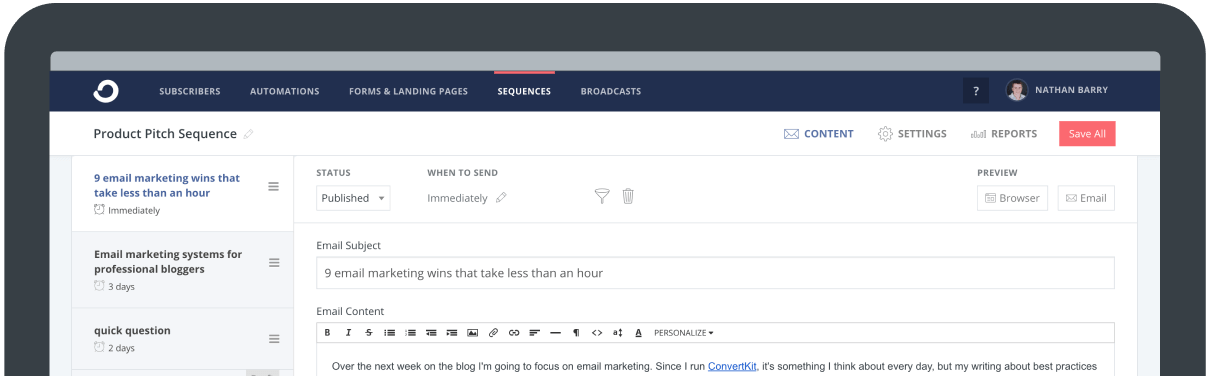 SUBSCRIBERS AUTOMATIONS FORMS & LANDING PAGES SEQUENCES BROADCASTS ? NATHAN BARRY
Product Pitch Sequence CONTENT SETTINGS REPORTS Save All
9 email marketing wins that
take less than an hour
Immediately
Email marketing systems for
professional bloggers
3 days
quick question
2 days
STATUS WHEN TO SEND PREVIEW
Published Immediately Browser Email
Email Subject
9 email marketing wins that take less than an hour
Email Content
B I S ¶ <> a‡ A PERSONALIZE
Over the next week on the blog I'm going to focus on email marketing. Since I run ConvertKit, it's something I think about every day, but my writing about best practices